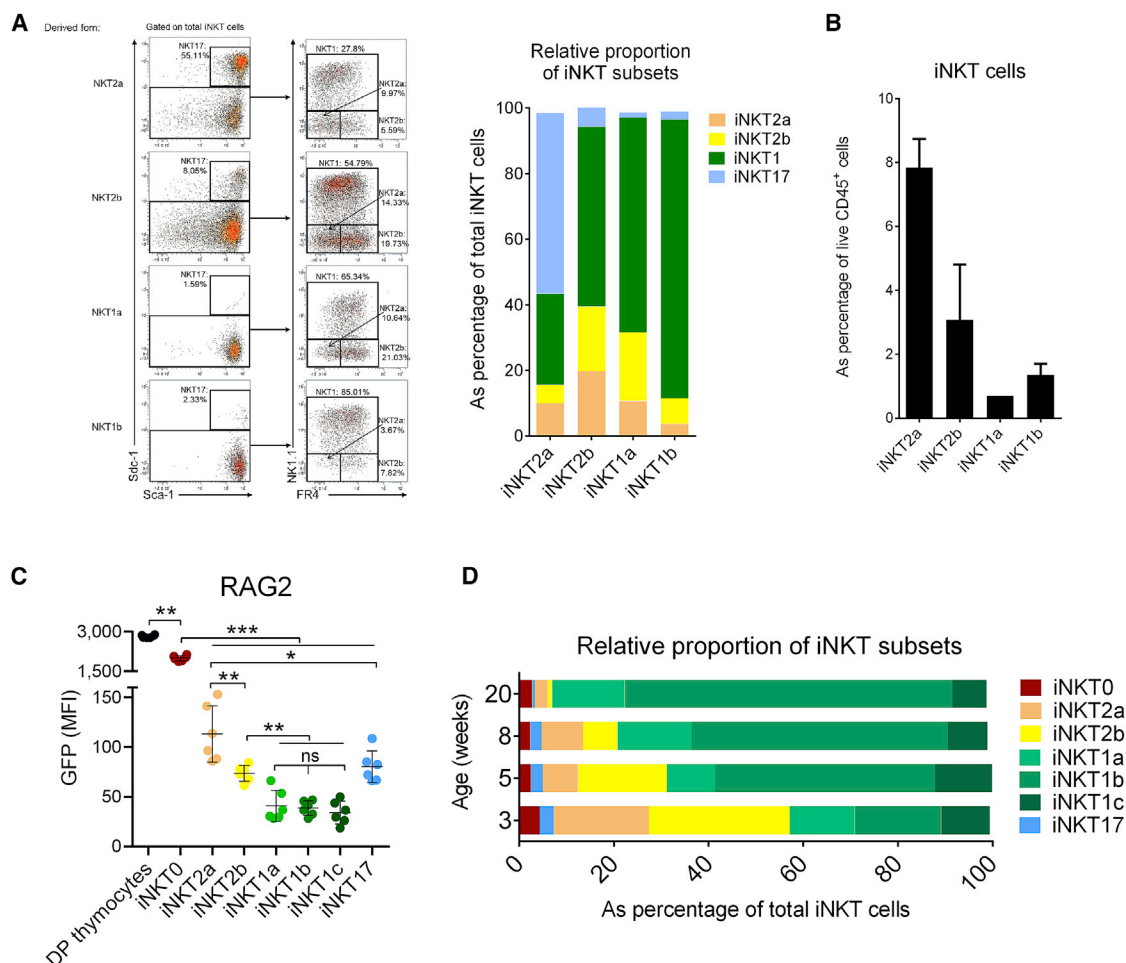 A
Derived form:
Gated on total iNKT cells
NKT2a
NKT17:
55.11%
NKT1: 27.8%
NKT2a:
9.97%
NKT2b:
5.59%
NKT2b
NKT17:
8.05%
NKT1: 54.79%
NKT2a:
14.33%
NKT2b:
19.73%
NKT1a
NKT17:
1.59%
NKT1: 65.34%
NKT2a:
10.64%
NKT2b:
21.03%
NKT1b
NKT17:
2.33%
NKT1: 85.01%
NKT2a:
3.67%
NKT2b:
7.82%
Sdc-1
Sca-1
NK1.1
FR4
Relative proportion
of iNKT subsets
As percentage of total iNKT cells
100
80
60
40
20
0
iNKT2a
iNKT2b
iNKT1a
iNKT1b
iNKT2a
iNKT2b
iNKT1
iNKT17
B
iNKT cells
As percentage of live CD45+ cells
10
8
6
4
2
0
iNKT2a
iNKT2b
iNKT1a
iNKT1b
C
RAG2
GFP (MFI)
3,000
1,500
150
100
50
0
**
***
*
**
**
ns
DP thymocytes
iNKT0
iNKT2a
iNKT2b
iNKT1a
iNKT1b
iNKT1c
iNKT17
D
Relative proportion of iNKT subsets
Age (weeks)
20
8
5
3
0
20
40
60
80
100
As percentage of total iNKT cells
iNKT0
iNKT2a
iNKT2b
iNKT1a
iNKT1b
iNKT1c
iNKT17